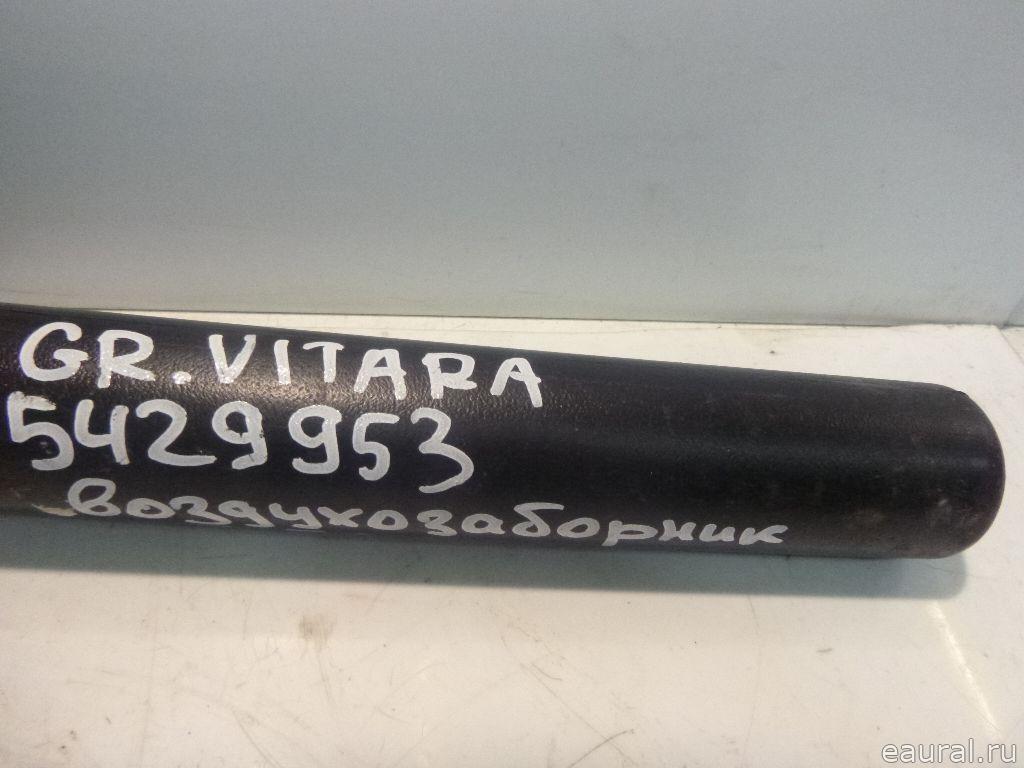 GR. VITARA
5429953
воздухозаборник
eaural.ru